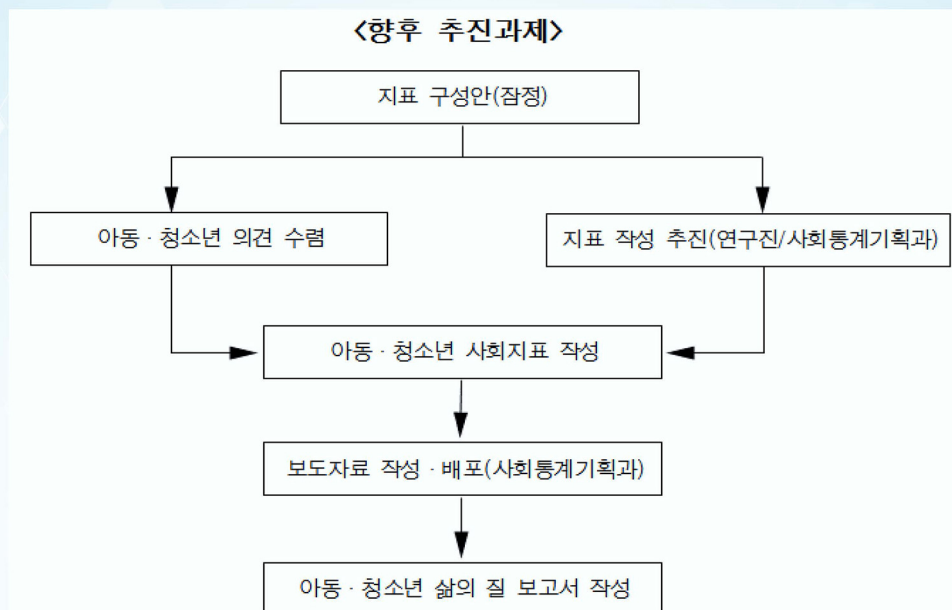 <향후 추진과제>
지표 구성안(잠정)
아동·청소년 의견 수렴
지표 작성 추진(연구진/사회통계기획과)
아동·청소년 사회지표 작성
보도자료 작성·배포(사회통계기획과)
아동·청소년 삶의 질 보고서 작성